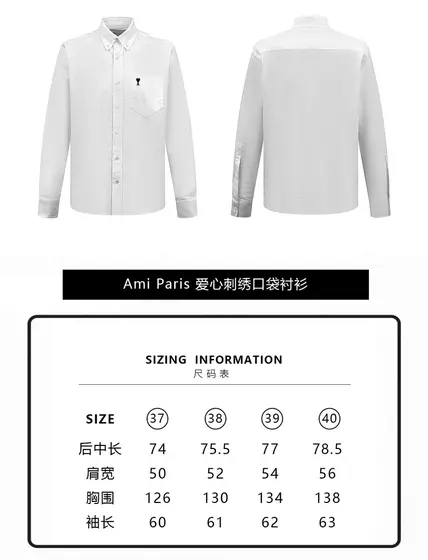 Ami Paris 爱心刺绣口袋衬衫
SIZING INFORMATION
尺码表
SIZE 37 38 39 40
后中长 74 75.5 77 78.5
肩宽 50 52 54 56
胸围 126 130 134 138
袖长 60 61 62 63